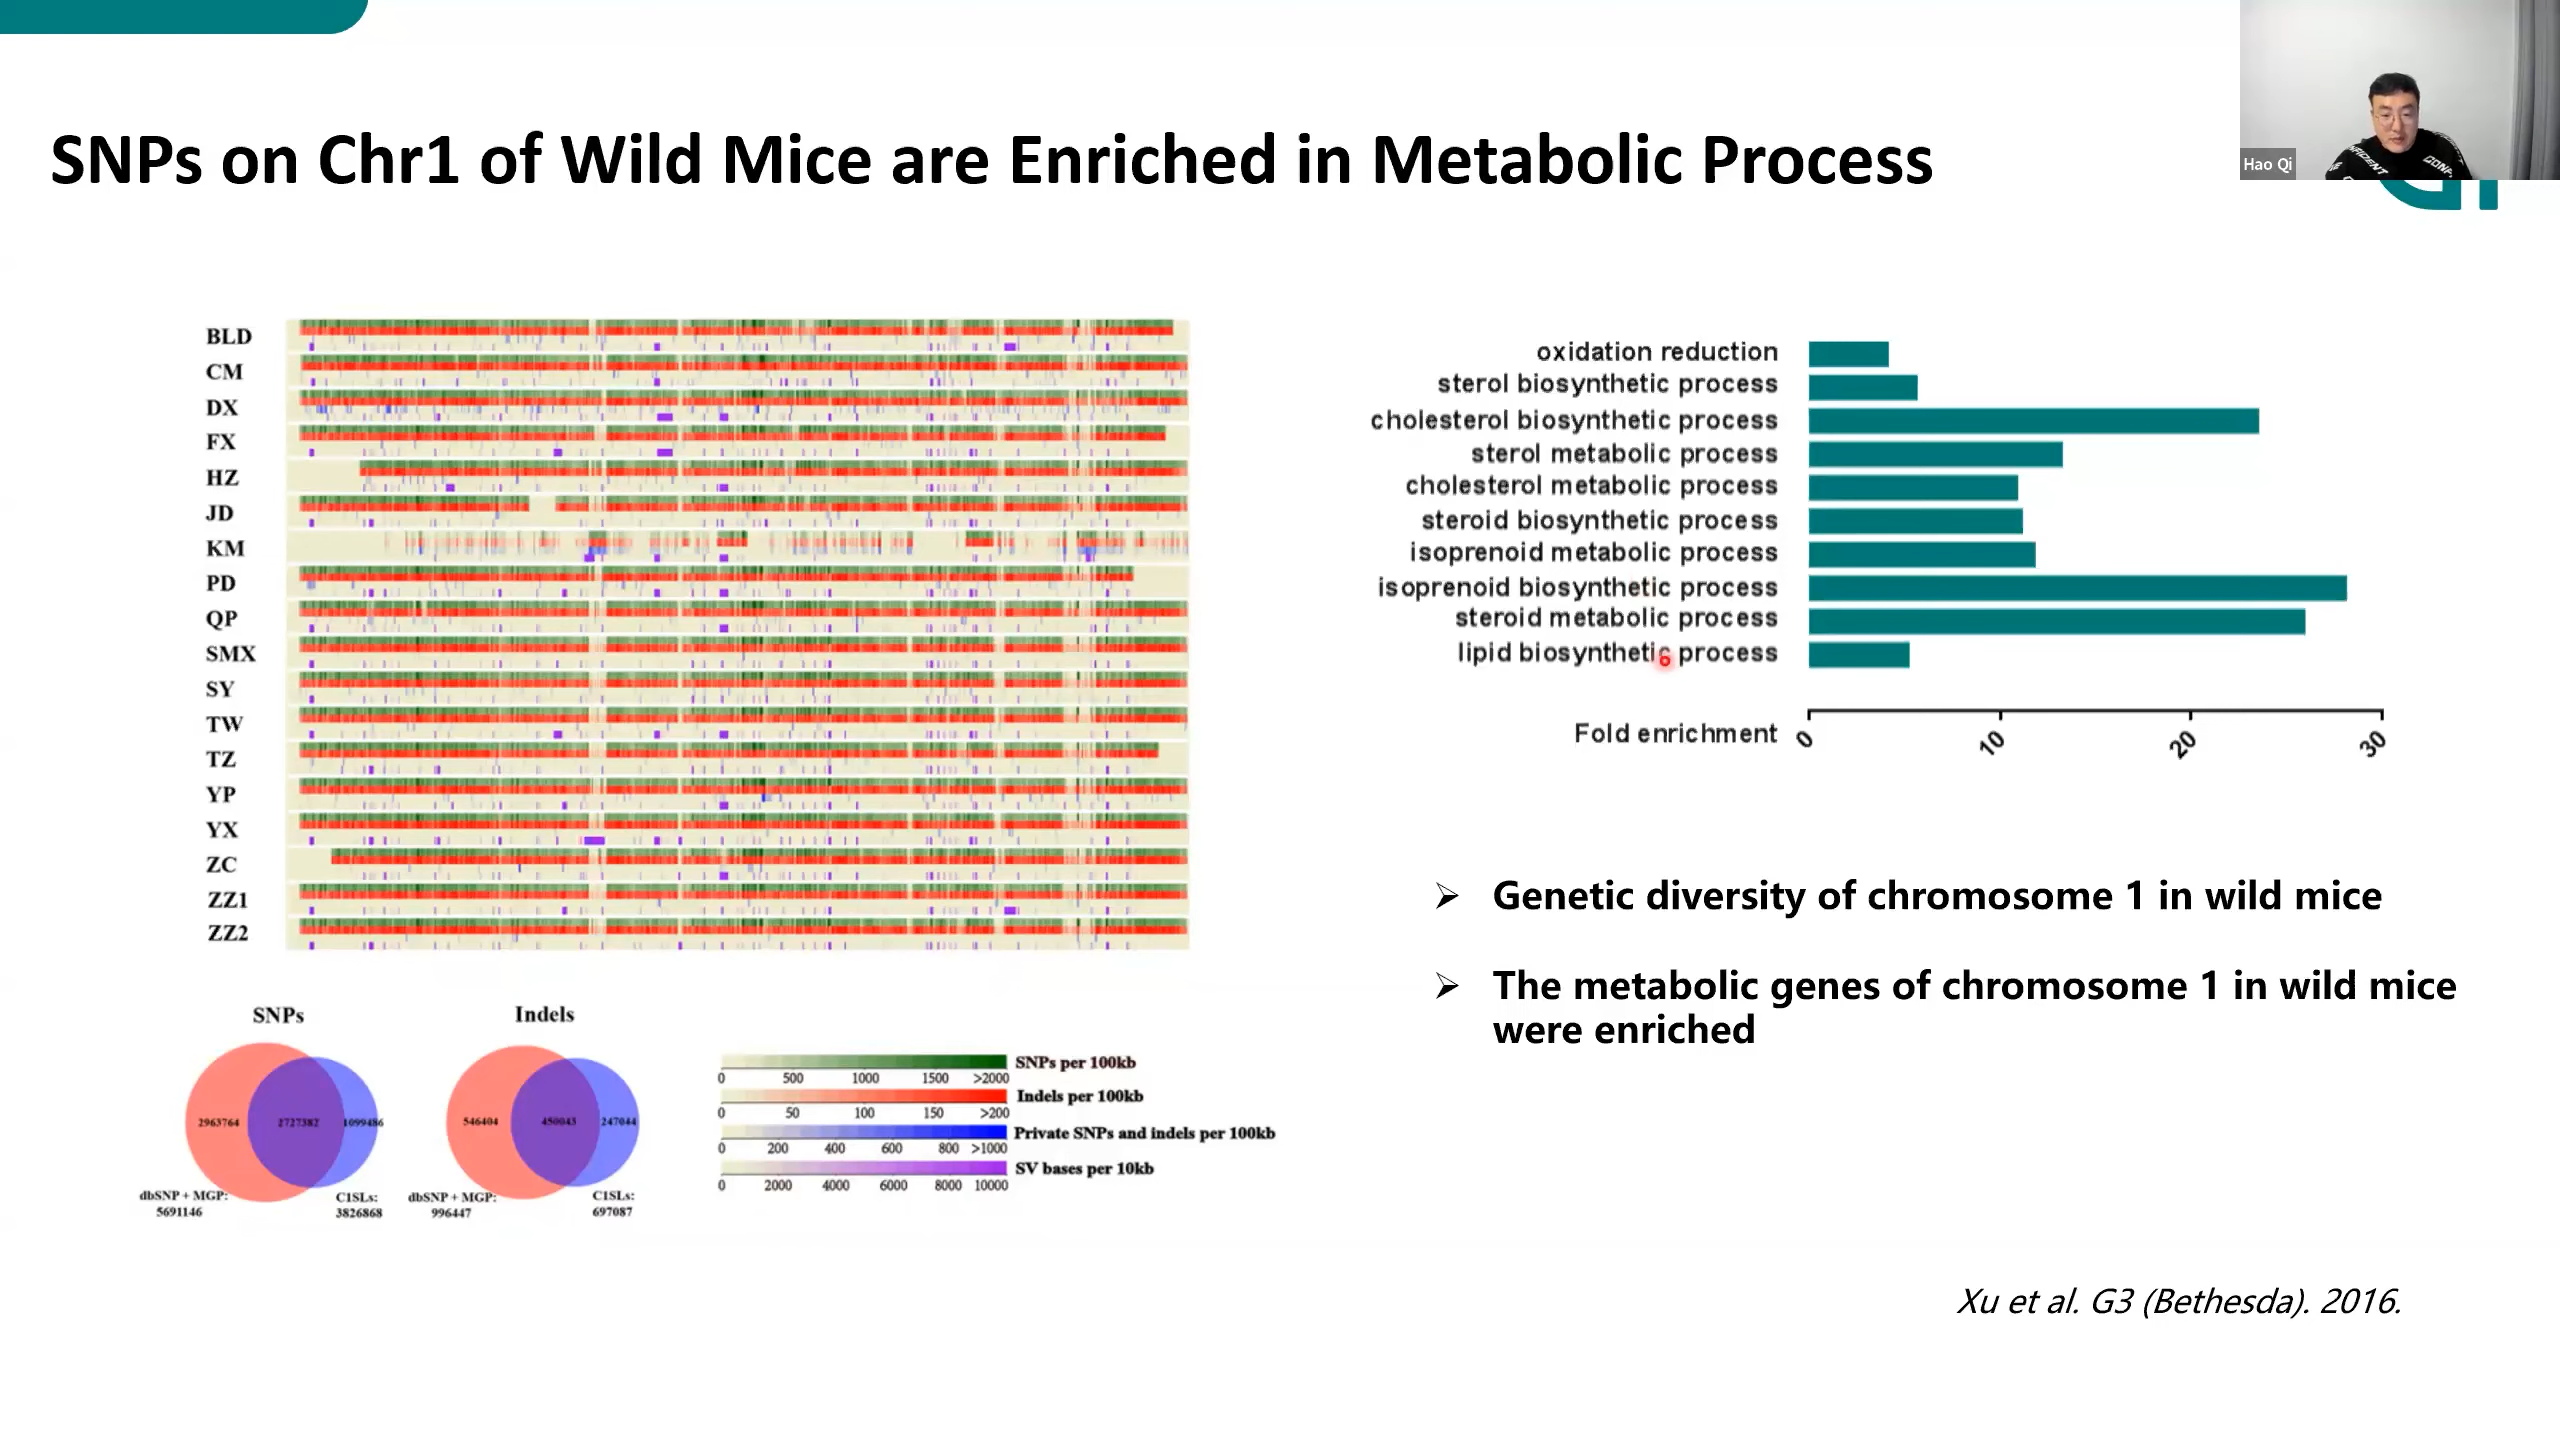 SNPs on Chr1 of Wild Mice are Enriched in Metabolic Process
Hao Qi
BLD
CM
DX
FX
HZ
JD
KM
PD
QP
SMX
SY
TW
TZ
YP
YX
ZC
ZZ1
ZZ2
oxidation reduction
sterol biosynthetic process
cholesterol biosynthetic process
sterol metabolic process
cholesterol metabolic process
steroid biosynthetic process
isoprenoid metabolic process
isoprenoid biosynthetic process
steroid metabolic process
lipid biosynthetic process
Fold enrichment
0 10 20 30
➢ Genetic diversity of chromosome 1 in wild mice
➢ The metabolic genes of chromosome 1 in wild mice
were enriched
SNPs
2963764 2727382 1099486
dbSNP + MGP:
5691146
C1SLs:
3826868
Indels
546404 450043 247044
dbSNP + MGP:
996447
C1SLs:
697087
SNPs per 100kb
0 500 1000 1500 >2000
Indels per 100kb
0 50 100 150 >200
Private SNPs and indels per 100kb
0 200 400 600 800 >1000
SV bases per 10kb
0 2000 4000 6000 8000 10000
Xu et al. G3 (Bethesda). 2016.